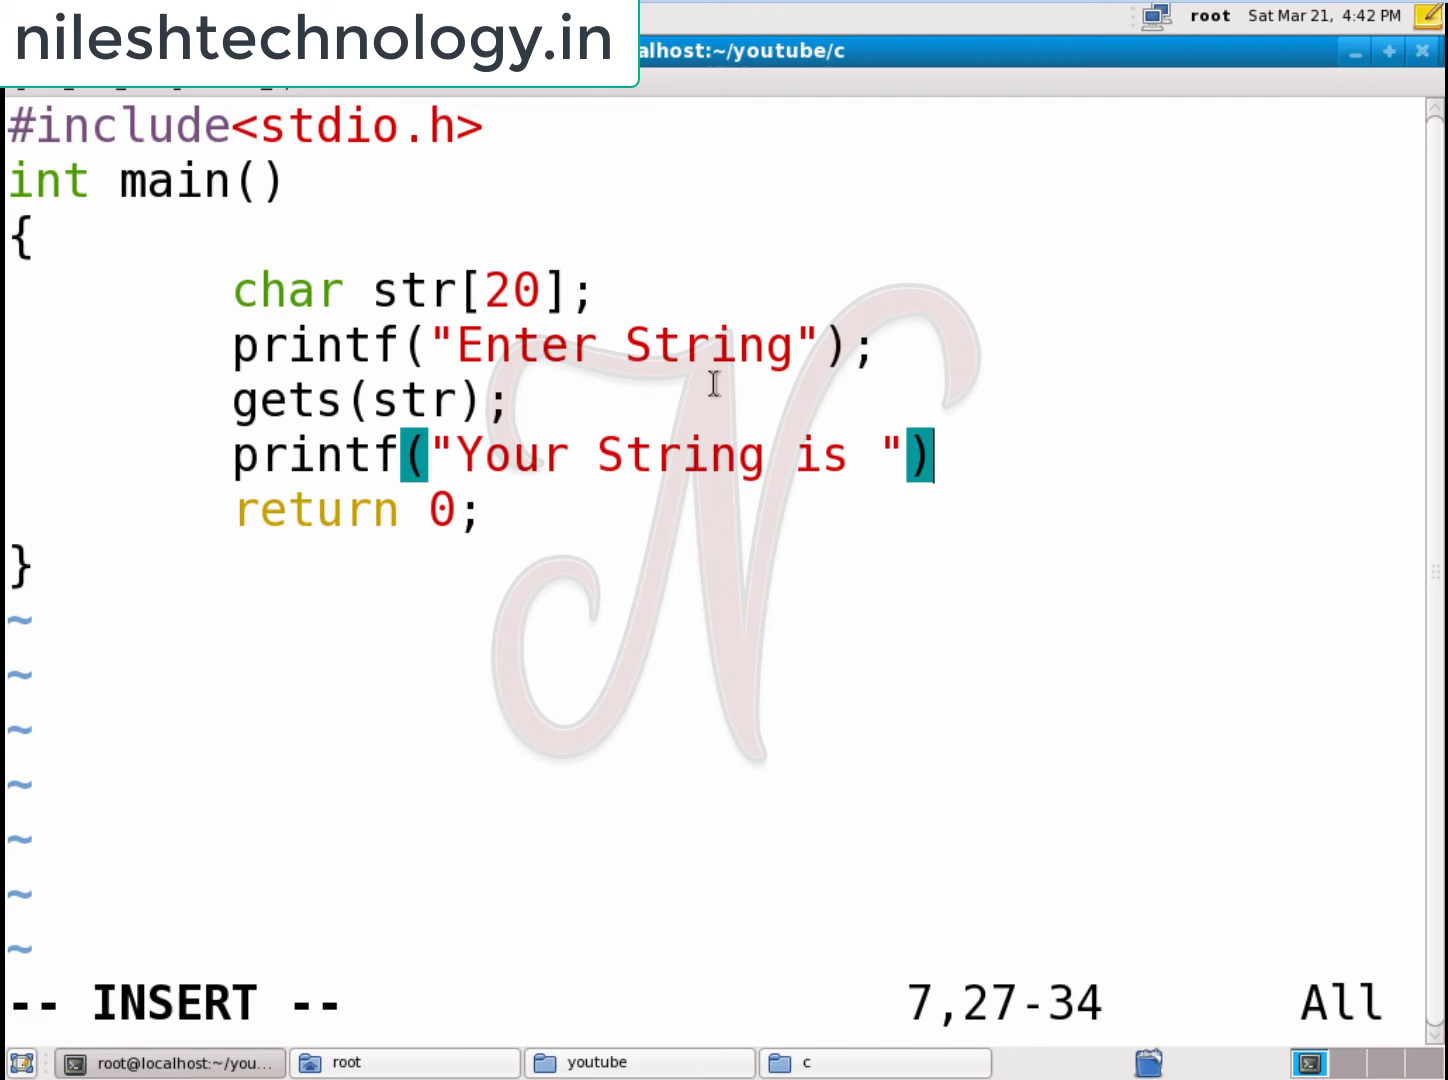 nileshtechnology.in
root Sat Mar 21, 4:42 PM
alhost:~/youtube/c
#include<stdio.h>
int main()
{
char str[20];
printf("Enter String");
gets(str);
printf("Your String is ")
return 0;
}
~
~
~
~
~
~
~
-- INSERT -- 7,27-34 All
root@localhost:~/you... root youtube c